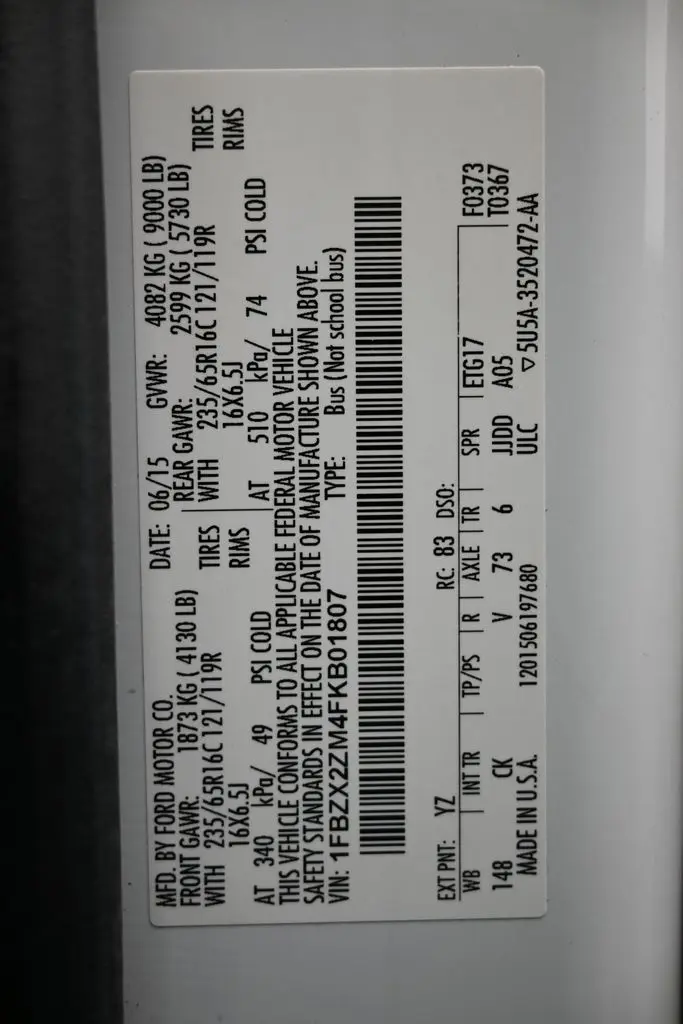 MFD. BY FORD MOTOR CO. DATE: 06/15 GVWR: 4082 KG ( 9000 LB)
FRONT GAWR: 1873 KG ( 4130 LB) REAR GAWR: 2599 KG ( 5730 LB)
WITH 235/65R16C 121/119R TIRES WITH 235/65R16C 121/119R TIRES
16X6.5J RIMS 16X6.5J RIMS
AT 340 kPa/ 49 PSI COLD AT 510 kPa/ 74 PSI COLD
THIS VEHICLE CONFORMS TO ALL APPLICABLE FEDERAL MOTOR VEHICLE
SAFETY STANDARDS IN EFFECT ON THE DATE OF MANUFACTURE SHOWN ABOVE.
VIN: 1FBZX2ZM4FKB01807 TYPE: Bus (Not school bus)
EXT PNT: YZ RC: 83 DSO:
WB | INT TR | TP/PS | R | AXLE | TR | SPR | ETG17 F0373
148 CK V 73 6 JJDD A05 T0367
MADE IN U.S.A. 1201506197680 ULC ▽ 5U5A-3520472-AA